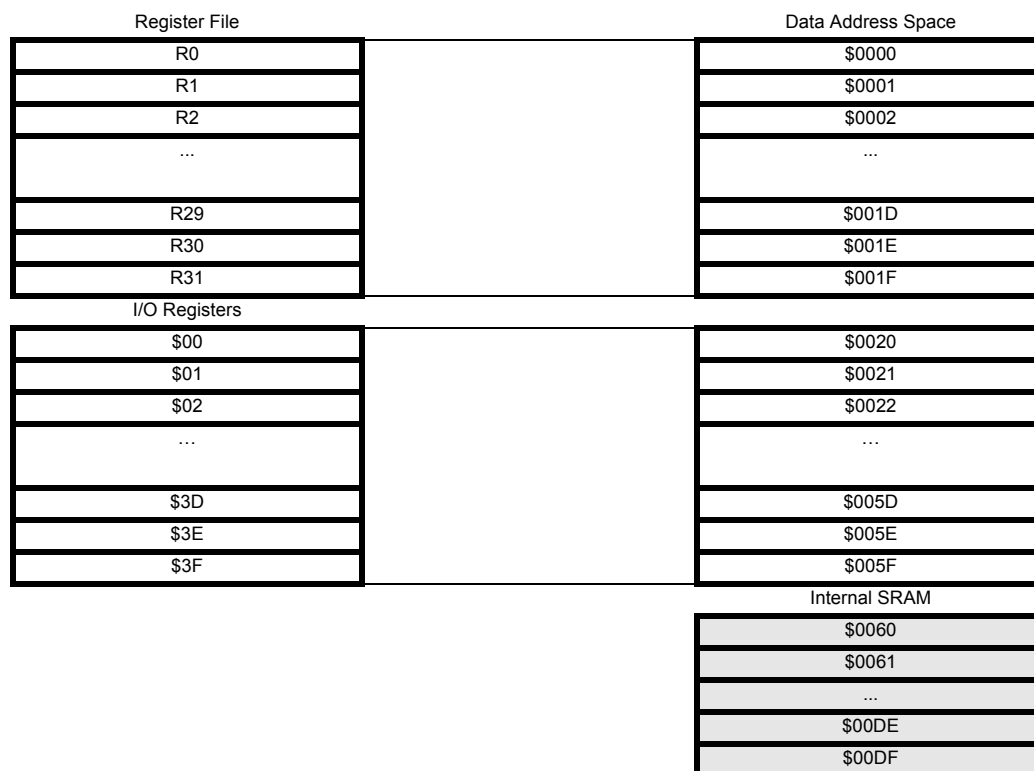 Register File
Data Address Space
R0
$0000
R1
$0001
R2
$0002
...
...
R29
$001D
R30
$001E
R31
$001F
I/O Registers
$00
$0020
$01
$0021
$02
$0022
…
…
$3D
$005D
$3E
$005E
$3F
$005F
Internal SRAM
$0060
$0061
...
$00DE
$00DF